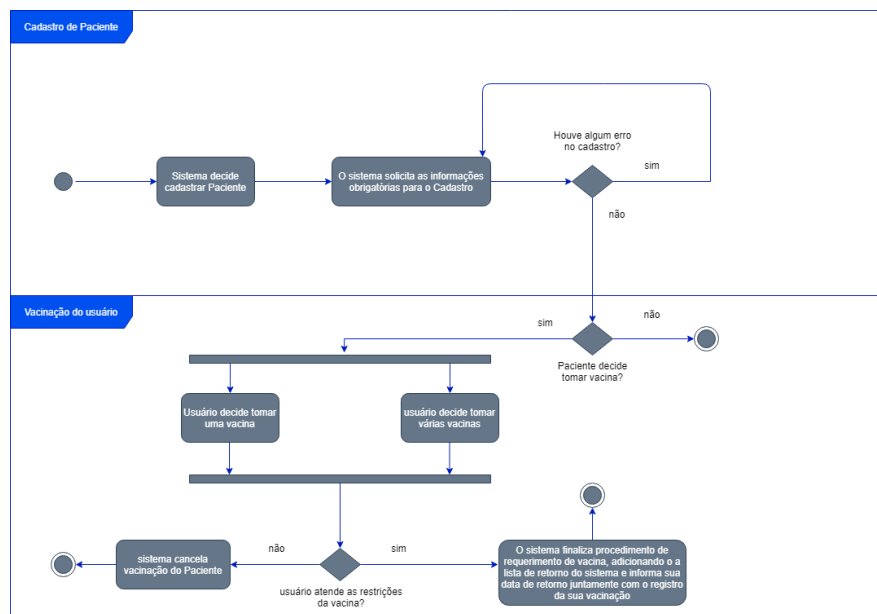 Cadastro de Paciente
Houve algum erro
no cadastro?
sim
Sistema decide
cadastrar Paciente
O sistema solicita as informações
obrigatórias para o Cadastro
não
Vacinação do usuário
sim
não
Paciente decide
tomar vacina?
Usuário decide tomar
uma vacina
usuário decide tomar
várias vacinas
não
sim
sistema cancela
vacinação do Paciente
usuário atende as restrições
da vacina?
O sistema finaliza procedimento de
requerimento de vacina, adicionando o a
lista de retorno do sistema e informa sua
data de retorno juntamente com o registro
da sua vacinação